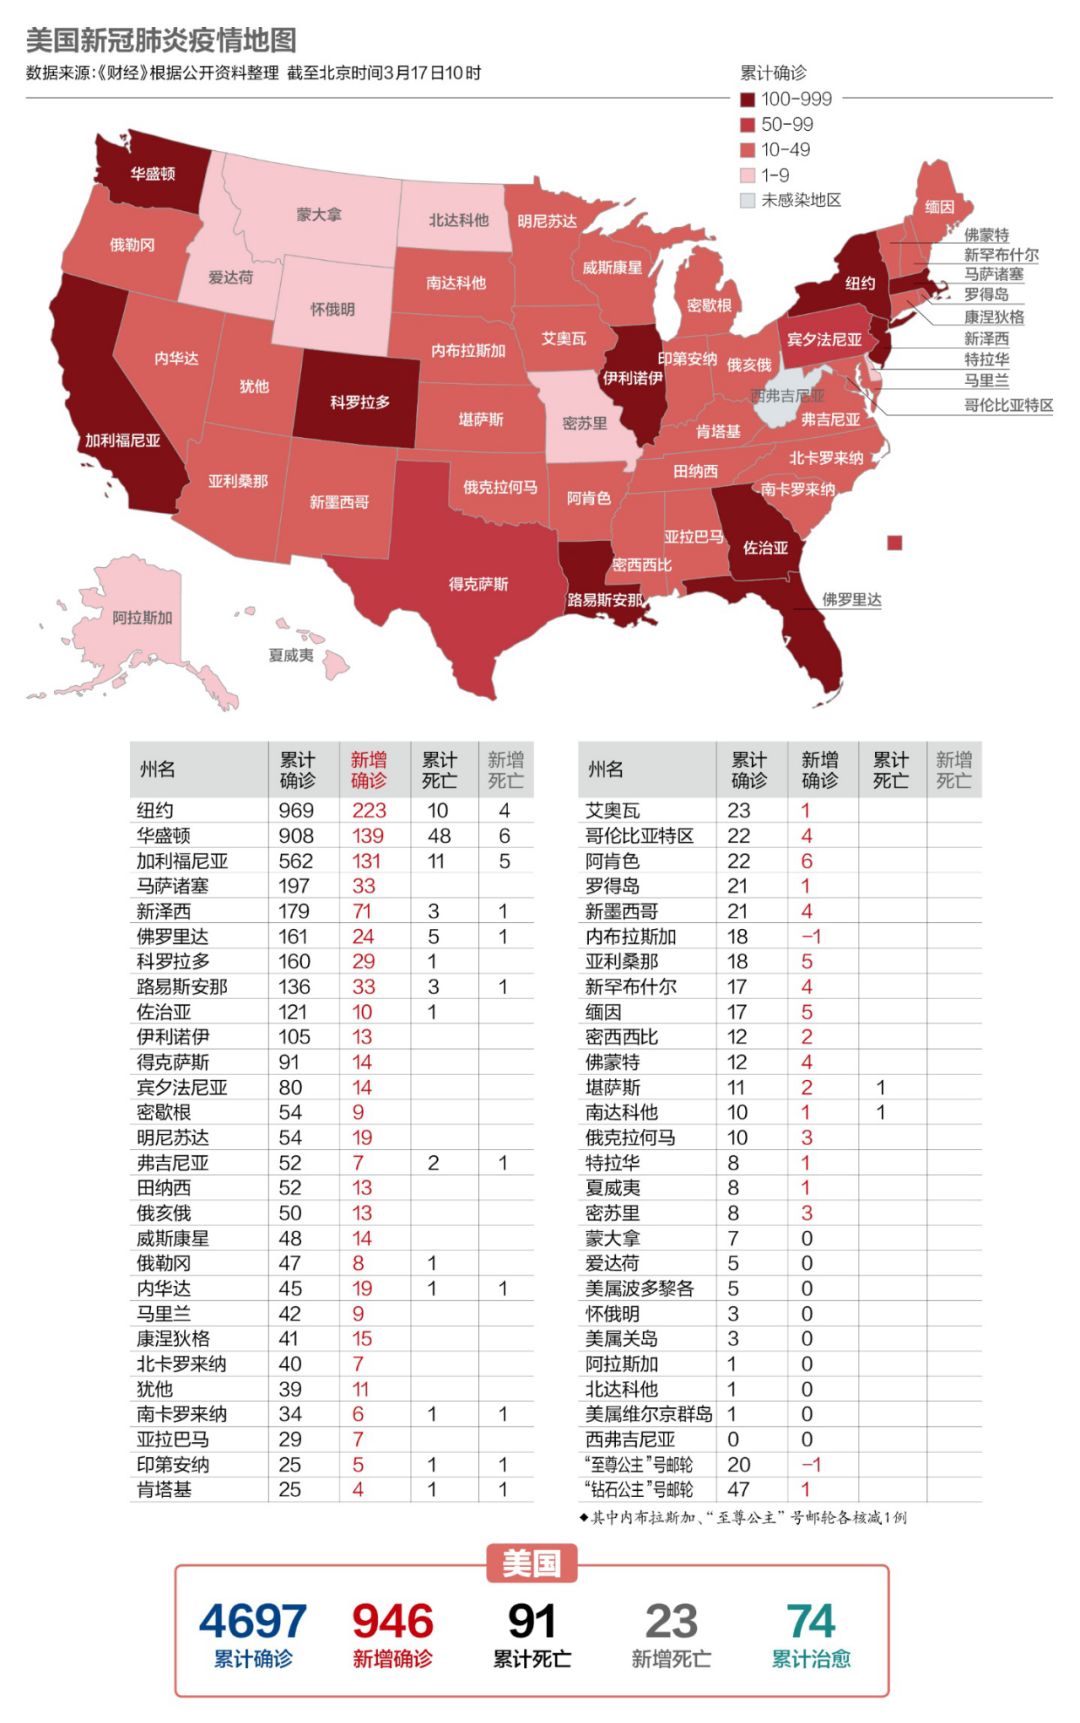 美国新冠肺炎疫情地图
数据来源:《财经》根据公开资料整理 截至北京时间3月17日10时
累计确诊
100-999
50-99
10-49
1-9
未感染地区
华盛顿
蒙大拿
北达科他
明尼苏达
缅因
俄勒冈
爱达荷
南达科他
威斯康星
佛蒙特
新罕布什尔
马萨诸塞
纽约
罗得岛
怀俄明
密歇根
康涅狄格
宾夕法尼亚
新泽西
内华达
犹他
内布拉斯加
艾奥瓦
印第安纳
俄亥俄
特拉华
马里兰
科罗拉多
伊利诺伊
西弗吉尼亚
哥伦比亚特区
加利福尼亚
堪萨斯
密苏里
肯塔基
弗吉尼亚
北卡罗来纳
亚利桑那
新墨西哥
俄克拉何马
阿肯色
田纳西
南卡罗来纳
亚拉巴马
佐治亚
密西西比
得克萨斯
路易斯安那
佛罗里达
阿拉斯加
夏威夷
州名 累计确诊 新增确诊 累计死亡 新增死亡
纽约 969 223 10 4
华盛顿 908 139 48 6
加利福尼亚 562 131 11 5
马萨诸塞 197 33
新泽西 179 71 3 1
佛罗里达 161 24 5 1
科罗拉多 160 29 1
路易斯安那 136 33 3 1
佐治亚 121 10 1
伊利诺伊 105 13
得克萨斯 91 14
宾夕法尼亚 80 14
密歇根 54 9
明尼苏达 54 19
弗吉尼亚 52 7 2 1
田纳西 52 13
俄亥俄 50 13
威斯康星 48 14
俄勒冈 47 8 1
内华达 45 19 1 1
马里兰 42 9
康涅狄格 41 15
北卡罗来纳 40 7
犹他 39 11
南卡罗来纳 34 6 1 1
亚拉巴马 29 7
印第安纳 25 5 1 1
肯塔基 25 4 1 1
州名 累计确诊 新增确诊 累计死亡 新增死亡
艾奥瓦 23 1
哥伦比亚特区 22 4
阿肯色 22 6
罗得岛 21 1
新墨西哥 21 4
内布拉斯加 18 -1
亚利桑那 18 5
新罕布什尔 17 4
缅因 17 5
密西西比 12 2
佛蒙特 12 4
堪萨斯 11 2 1
南达科他 10 1 1
俄克拉何马 10 3
特拉华 8 1
夏威夷 8 1
密苏里 8 3
蒙大拿 7 0
爱达荷 5 0
美属波多黎各 5 0
怀俄明 3 0
美属关岛 3 0
阿拉斯加 1 0
北达科他 1 0
美属维尔京群岛 1 0
西弗吉尼亚 0 0
“至尊公主”号邮轮 20 -1
“钻石公主”号邮轮 47 1
◆其中内布拉斯加、“至尊公主”号邮轮各核减1例
美国
4697 946 91 23 74
累计确诊 新增确诊 累计死亡 新增死亡 累计治愈